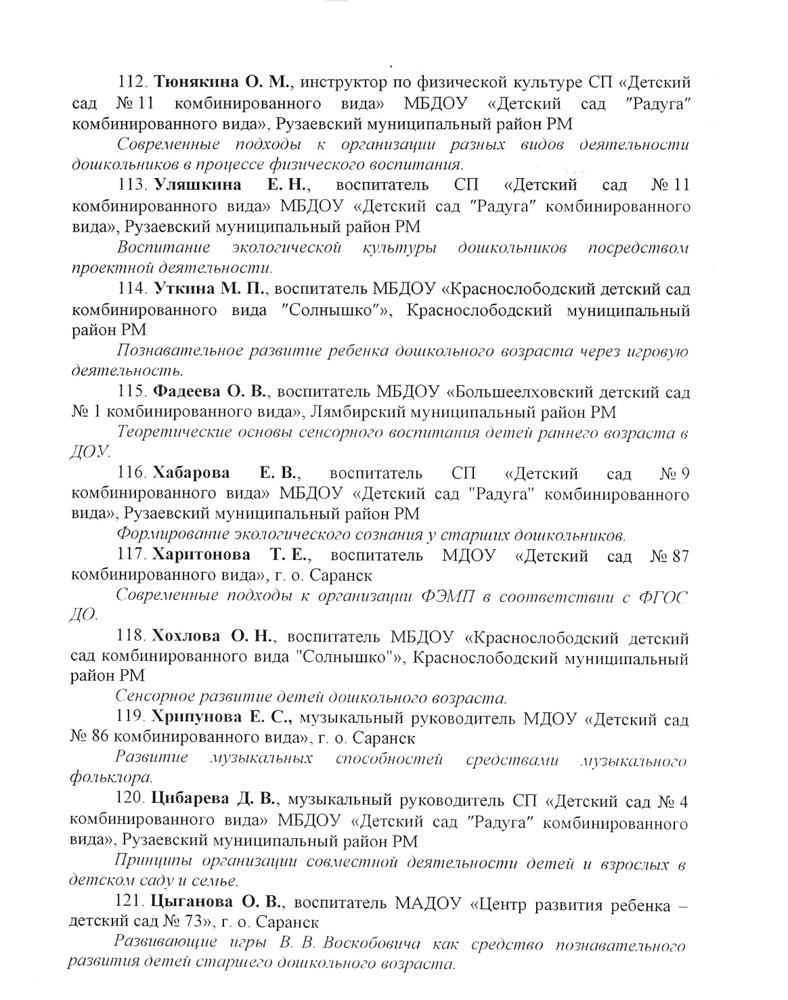 112. Тюнякина О. М., инструктор по физической культуре СП «Детский
сад № 11 комбинированного вида» МБДОУ «Детский сад "Радуга"
комбинированного вида», Рузаевский муниципальный район РМ
Современные подходы к организации разных видов деятельности
дошкольников в процессе физического воспитания.
113. Уляшкина Е. Н., воспитатель СП «Детский сад № 11
комбинированного вида» МБДОУ «Детский сад "Радуга" комбинированного
вида», Рузаевский муниципальный район РМ
Воспитание экологической культуры дошкольников посредством
проектной деятельности.
114. Уткина М. П., воспитатель МБДОУ «Краснослободский детский сад
комбинированного вида "Солнышко"», Краснослободский муниципальный
район РМ
Познавательное развитие ребенка дошкольного возраста через игровую
деятельность.
115. Фадеева О. В., воспитатель МБДОУ «Большеелховский детский сад
№ 1 комбинированного вида», Лямбирский муниципальный район РМ
Теоретические основы сенсорного воспитания детей раннего возраста в
ДОУ.
116. Хабарова Е. В., воспитатель СП «Детский сад № 9
комбинированного вида» МБДОУ «Детский сад "Радуга" комбинированного
вида», Рузаевский муниципальный район РМ
Формирование экологического сознания у старших дошкольников.
117. Харитонова Т. Е., воспитатель МДОУ «Детский сад № 87
комбинированного вида», г. о. Саранск
Современные подходы к организации ФЭМП в соответствии с ФГОС
ДО.
118. Хохлова О. Н., воспитатель МБДОУ «Краснослободский детский
сад комбинированного вида "Солнышко"», Краснослободский муниципальный
район РМ
Сенсорное развитие детей дошкольного возраста.
119. Хрипунова Е. С., музыкальный руководитель МДОУ «Детский сад
№ 86 комбинированного вида», г. о. Саранск
Развитие музыкальных способностей средствами музыкального
фольклора.
120. Цибарева Д. В., музыкальный руководитель СП «Детский сад № 4
комбинированного вида» МБДОУ «Детский сад "Радуга" комбинированного
вида», Рузаевский муниципальный район РМ
Принципы организации совместной деятельности детей и взрослых в
детском саду и семье.
121. Цыганова О. В., воспитатель МАДОУ «Центр развития ребенка –
детский сад № 73», г. о. Саранск
Развивающие игры В. В. Воскобовича как средство познавательного
развития детей старшего дошкольного возраста.